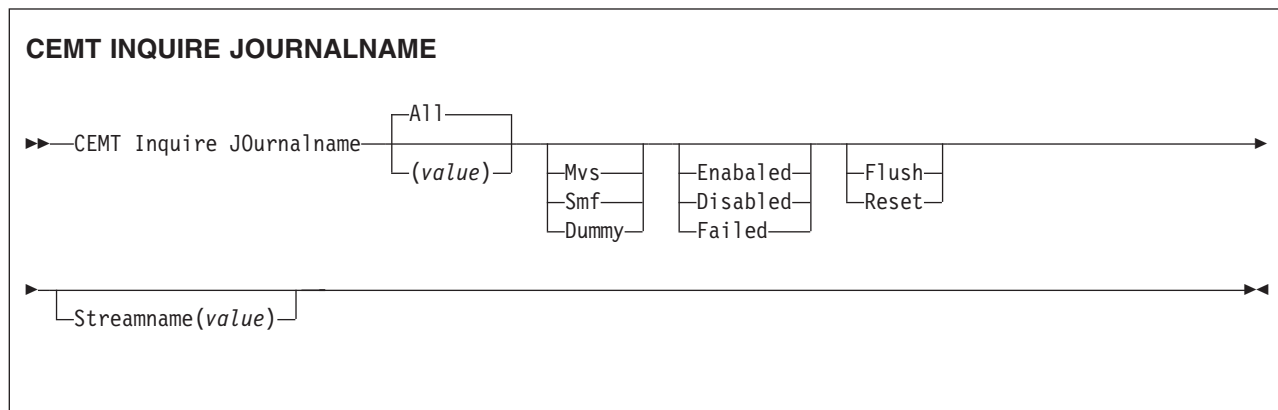 CEMT INQUIRE JOURNALNAME
All
CEMT Inquire JOurnalname
(value)
Mvs
Smf
Dummy
Enabaled
Disabled
Failed
Flush
Reset
Streamname(value)